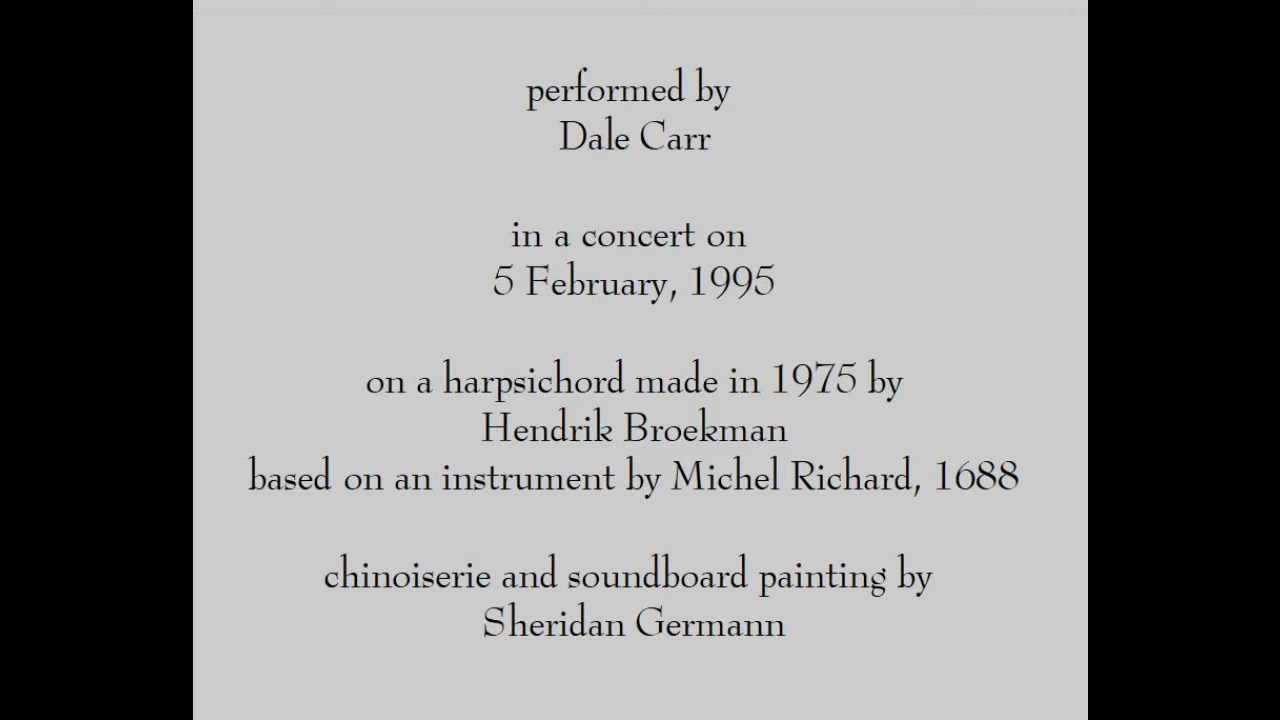 performed by
Dale Carr
in a concert on
5 February, 1995
on a harpsichord made in 1975 by
Hendrik Broekman
based on an instrument by Michel Richard, 1688
chinoiserie and soundboard painting by
Sheridan Germann